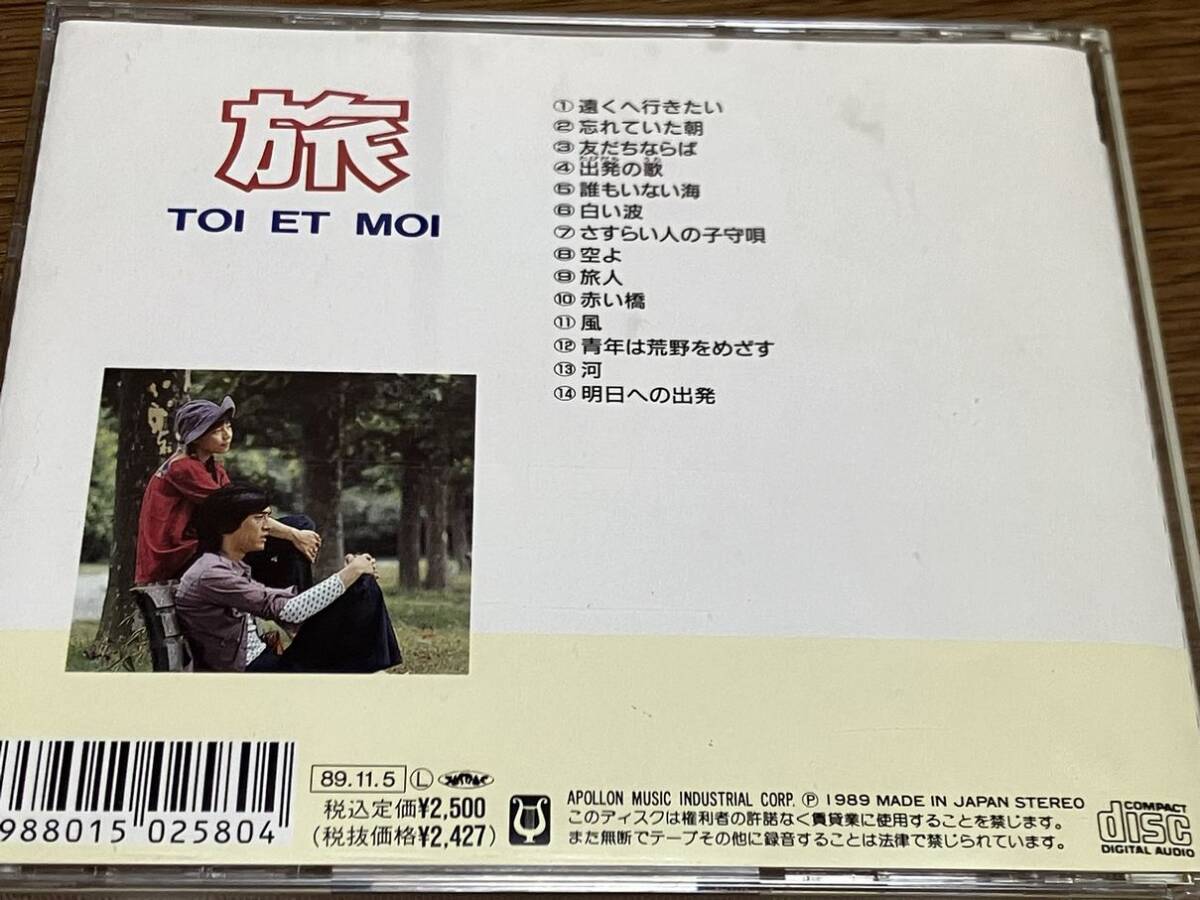 旅
TOI ET MOI
① 遠くへ行きたい
② 忘れていた朝
③ 友だちならば
④ 出発の歌
⑤ 誰もいない海
⑥ 白い波
⑦ さすらい人の子守唄
⑧ 空よ
⑨ 旅人
⑩ 赤い橋
⑪ 風
⑫ 青年は荒野をめざす
⑬ 河
⑭ 明日への出発
988015 025804
89.11.5 Ⓛ
税込定価¥2,500
(税抜価格¥2,427)
APOLLON MUSIC INDUSTRIAL CORP. Ⓟ 1989 MADE IN JAPAN STEREO
このディスクは権利者の許諾なく賃貸業に使用することを禁じます。
また無断でテープその他に録音することは法律で禁じられています。
COMPACT
disc
DIGITAL AUDIO